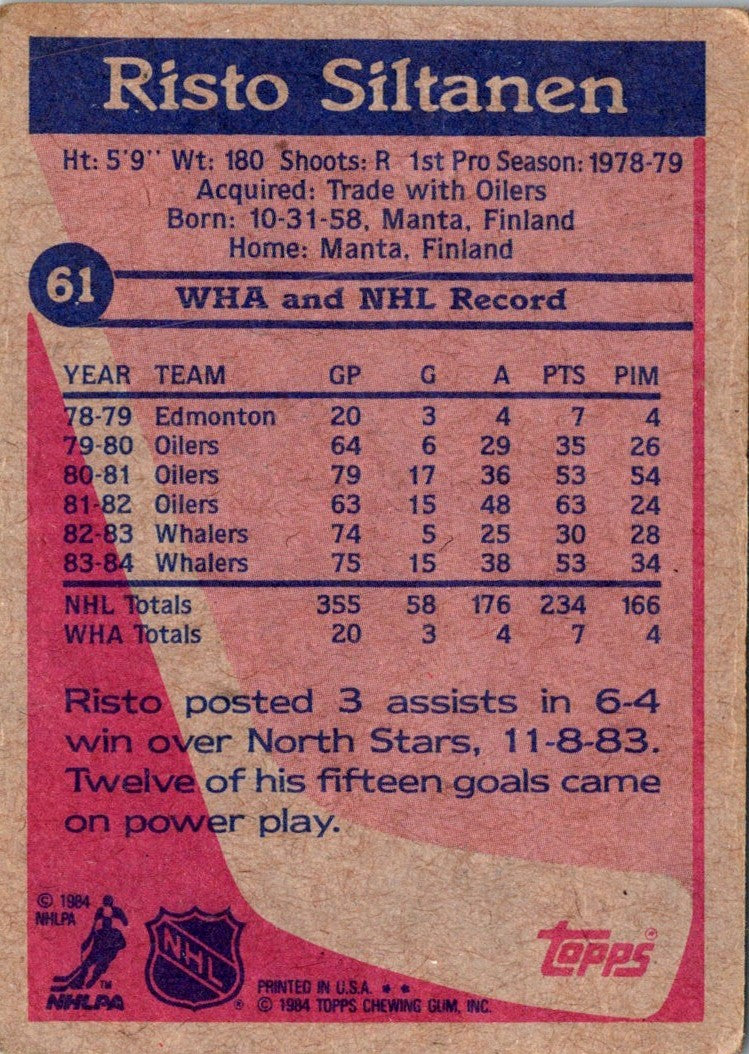 Risto Siltanen
Ht: 5'9'' Wt: 180 Shoots: R 1st Pro Season: 1978-79
Acquired: Trade with Oilers
Born: 10-31-58, Manta, Finland
Home: Manta, Finland
61
WHA and NHL Record
YEAR TEAM GP G A PTS PIM
78-79 Edmonton 20 3 4 7 4
79-80 Oilers 64 6 29 35 26
80-81 Oilers 79 17 36 53 54
81-82 Oilers 63 15 48 63 24
82-83 Whalers 74 5 25 30 28
83-84 Whalers 75 15 38 53 34
NHL Totals 355 58 176 234 166
WHA Totals 20 3 4 7 4
Risto posted 3 assists in 6-4
win over North Stars, 11-8-83.
Twelve of his fifteen goals came
on power play.
© 1984
NHLPA
TM
NHLPA
NHL
®
topps®
PRINTED IN U.S.A. **
© 1984 TOPPS CHEWING GUM, INC.